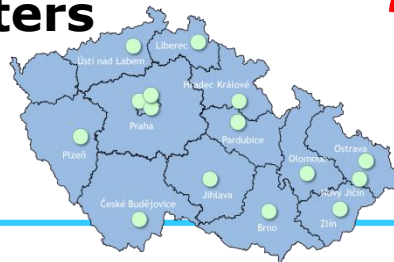 ters
Liberec
Ústí nad Labem
Hradec Králové
Praha
Pardubice
Plzeň
Ostrava
Olomouc
Nový Jičín
Jihlava
České Budějovice
Zlín
Brno